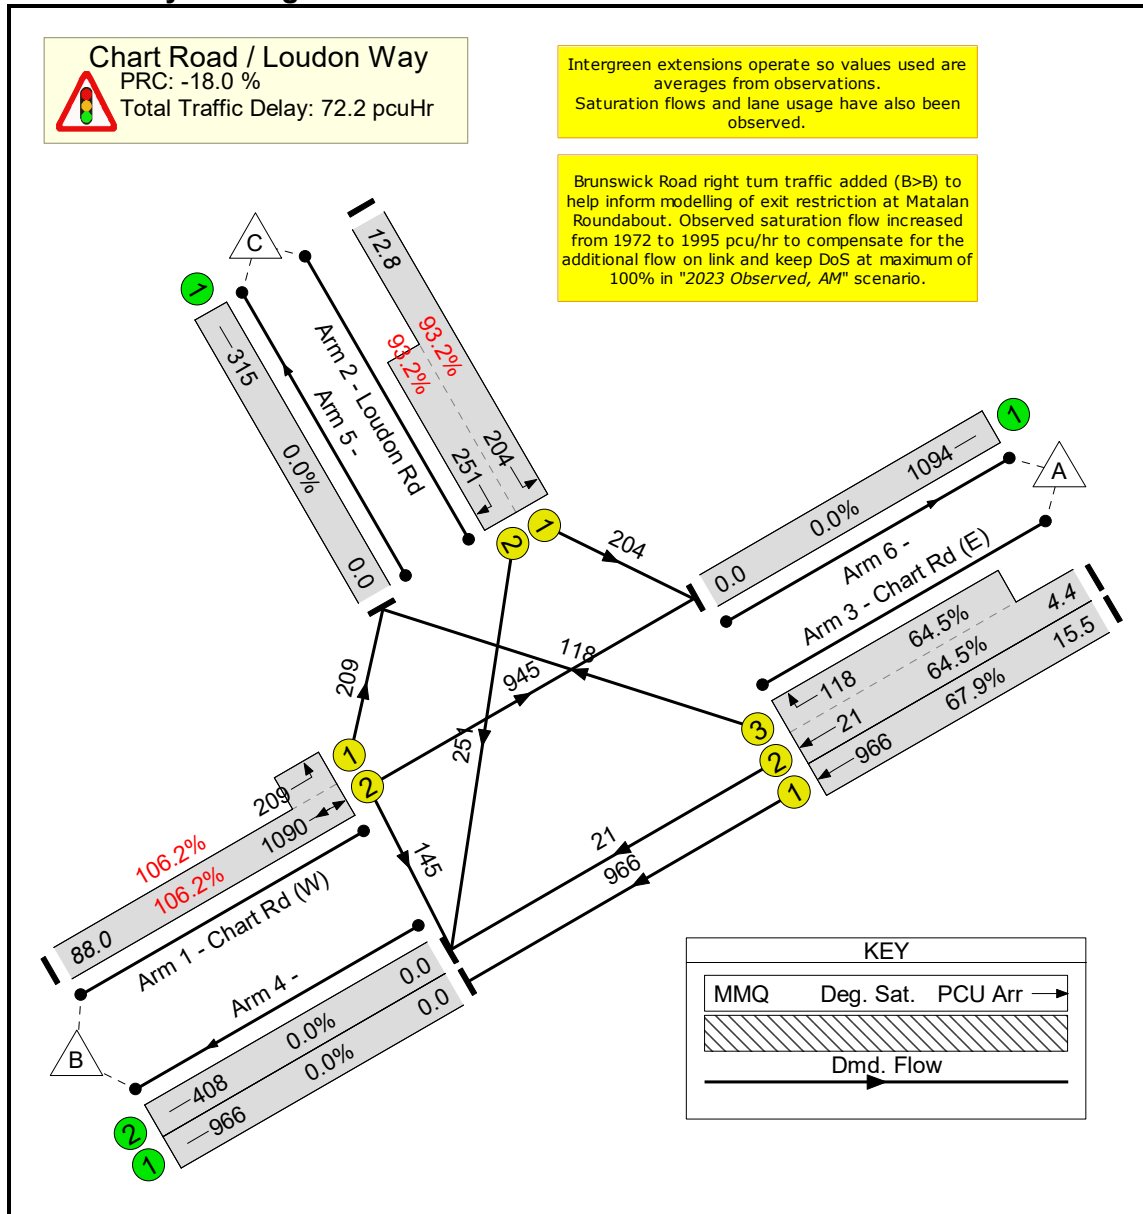 Chart Road / Loudon Way
PRC: -18.0 %
Total Traffic Delay: 72.2 pcuHr
Intergreen extensions operate so values used are
averages from observations.
Saturation flows and lane usage have also been
observed.
Brunswick Road right turn traffic added (B>B) to
help inform modelling of exit restriction at Matalan
Roundabout. Observed saturation flow increased
from 1972 to 1995 pcu/hr to compensate for the
additional flow on link and keep DoS at maximum of
100% in "2023 Observed, AM" scenario.
C
1
315
0.0%
0.0
Arm 5 -
Arm 2 - Loudon Rd
12.8
93.2%
93.2%
251
204
2
1
204
1
1094
0.0%
0.0
A
Arm 6 -
Arm 3 - Chart Rd (E)
64.5%
4.4
118
64.5%
15.5
21
67.9%
966
3
2
1
118
945
251
209
145
21
966
1
2
209
1090
106.2%
106.2%
88.0
Arm 1 - Chart Rd (W)
Arm 4 -
B
0.0
0.0%
408
0.0
0.0%
966
2
1
KEY
MMQ Deg. Sat. PCU Arr
Dmd. Flow